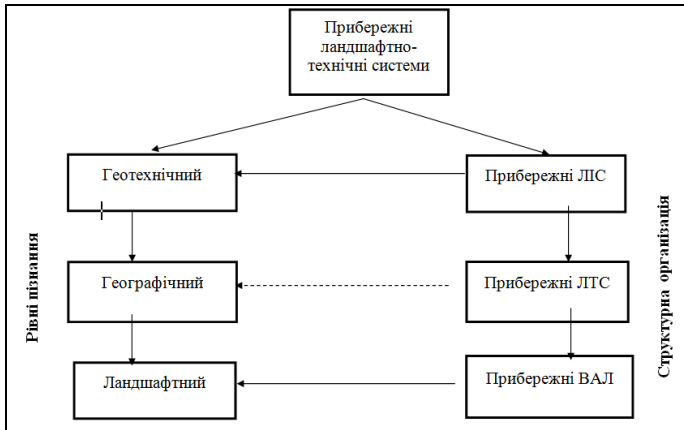 Прибережні
ландшафтно-
технічні системи
Геотехнічний
Прибережні ЛІС
Географічний
Прибережні ЛТС
Ландшафтний
Прибережні ВАЛ
Рівні пізнання
Структурна організація